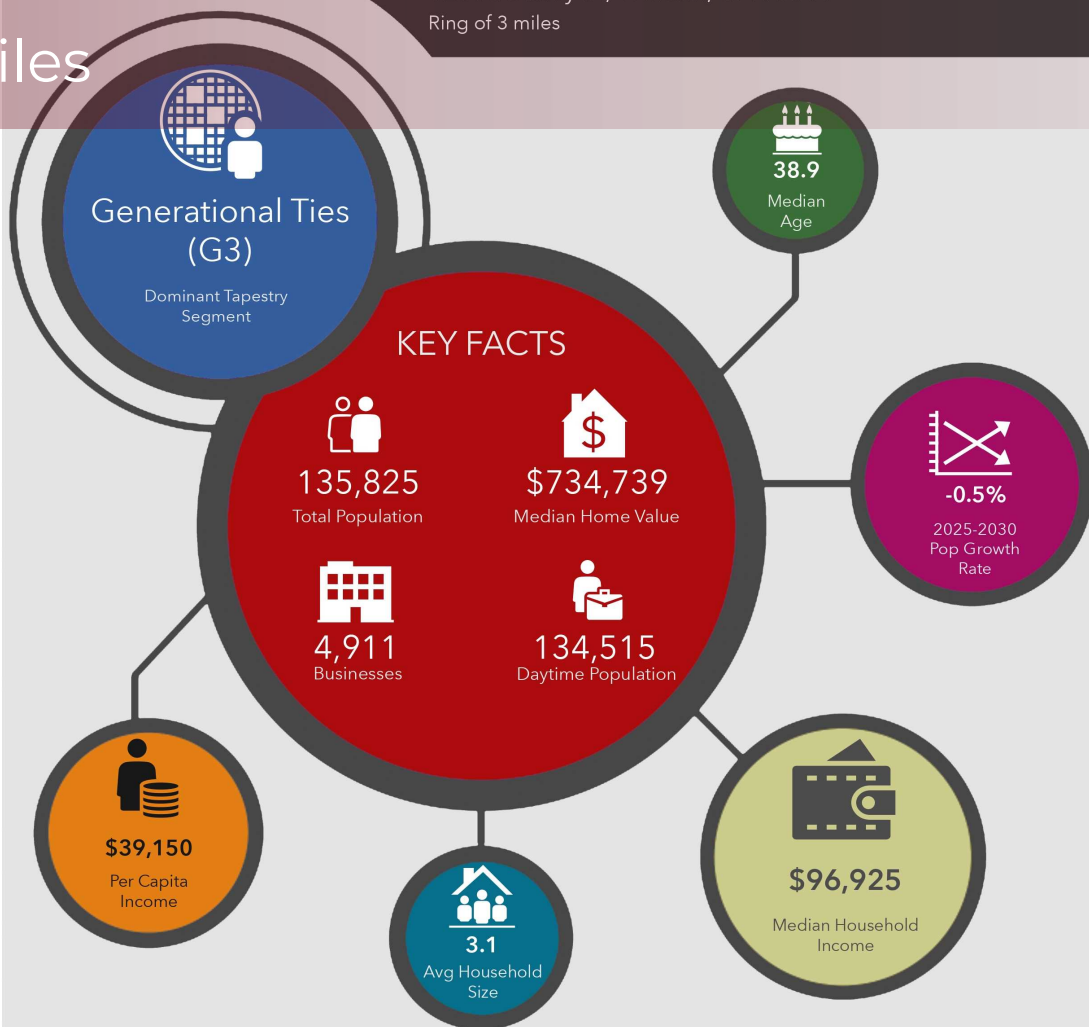 Ring of 3 miles
iles
Generational Ties
(G3)
Dominant Tapestry
Segment
38.9
Median
Age
KEY FACTS
135,825
Total Population
$734,739
Median Home Value
4,911
Businesses
134,515
Daytime Population
-0.5%
2025-2030
Pop Growth
Rate
$39,150
Per Capita
Income
3.1
Avg Household
Size
$96,925
Median Household
Income